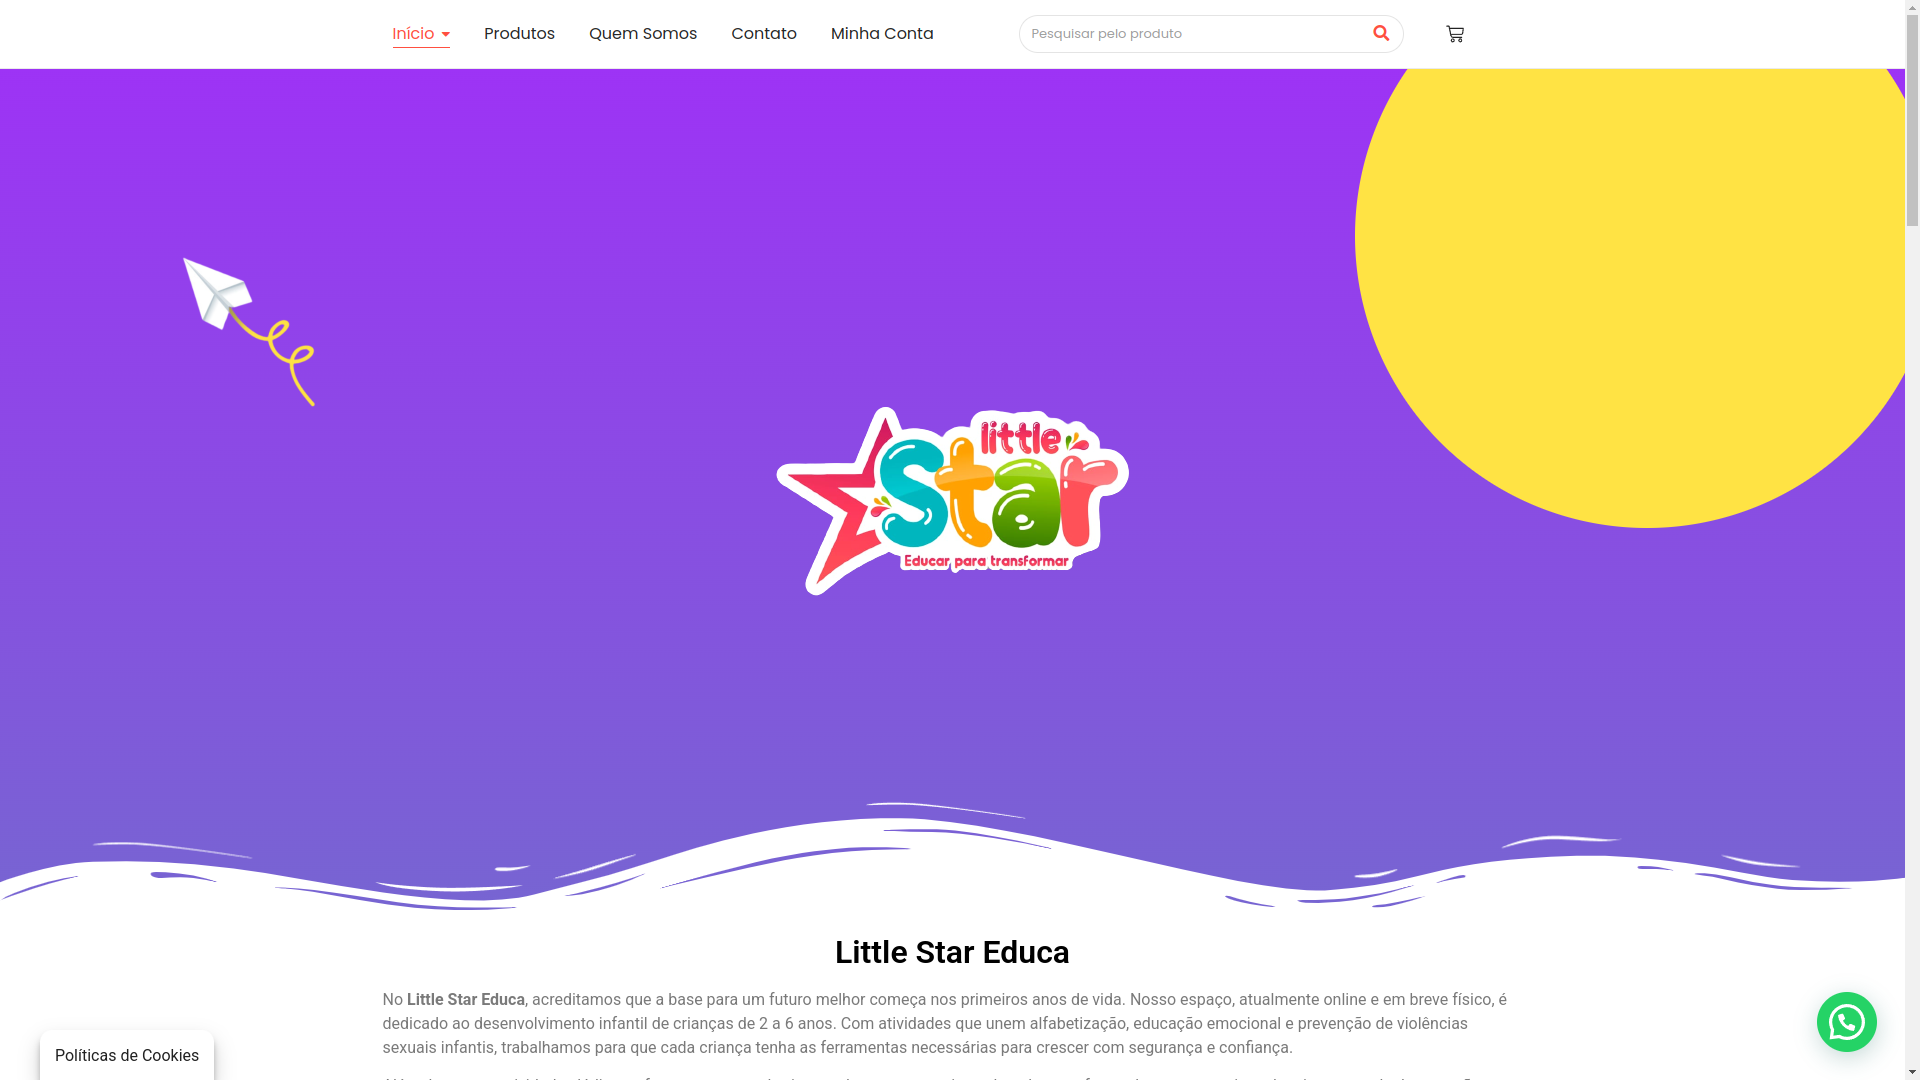 Início
Produtos
Quem Somos
Contato
Minha Conta
Pesquisar pelo produto
little
star
Educar para transformar
Little Star Educa
No Little Star Educa, acreditamos que a base para um futuro melhor começa nos primeiros anos de vida. Nosso espaço, atualmente online e em breve físico, é
dedicado ao desenvolvimento infantil de crianças de 2 a 6 anos. Com atividades que unem alfabetização, educação emocional e prevenção de violências
sexuais infantis, trabalhamos para que cada criança tenha as ferramentas necessárias para crescer com segurança e confiança.
Políticas de Cookies